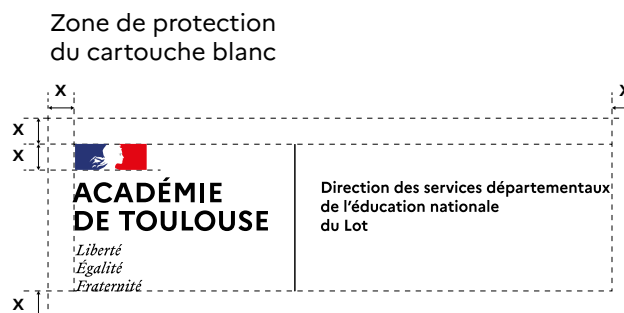 Zone de protection
du cartouche blanc
X
X
X
X
ACADÉMIE
DE TOULOUSE
Liberté
Égalité
Fraternité
Direction des services départementaux
de l'éducation nationale
du Lot
X